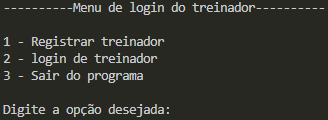 ----------Menu de login do treinador----------
1 - Registrar treinador
2 - login de treinador
3 - Sair do programa
Digite a opção desejada: